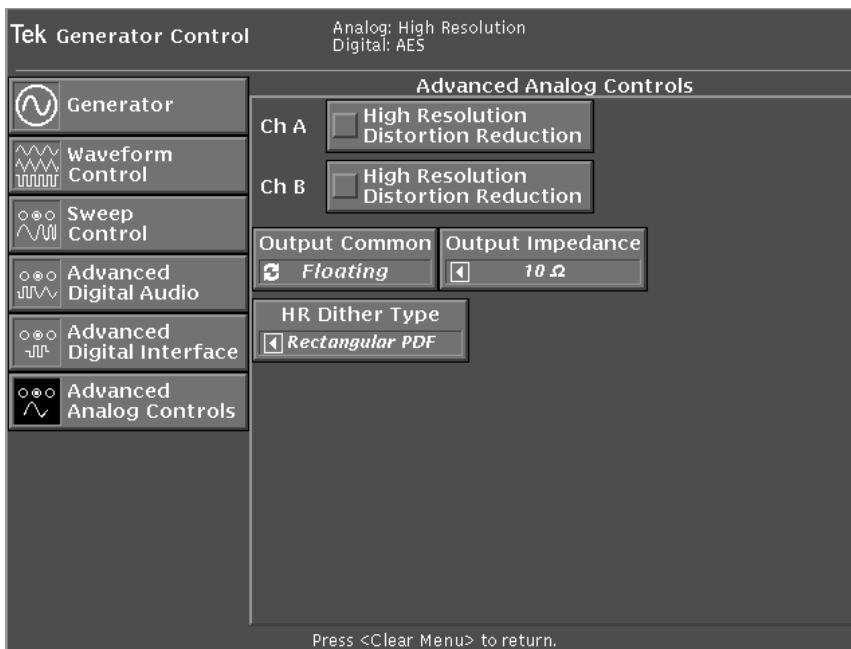 Tek Generator Control
Analog: High Resolution
Digital: AES
Generator
Waveform
Control
Sweep
Control
Advanced
Digital Audio
Advanced
Digital Interface
Advanced
Analog Controls
Advanced Analog Controls
Ch A
High Resolution
Distortion Reduction
Ch B
High Resolution
Distortion Reduction
Output Common
Floating
Output Impedance
10 Ω
HR Dither Type
Rectangular PDF
Press <Clear Menu> to return.